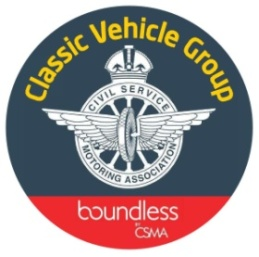 Classic Vehicle Group
CIVIL SERVICE
MOTORING ASSOCIATION
boundless
BY
CSMA